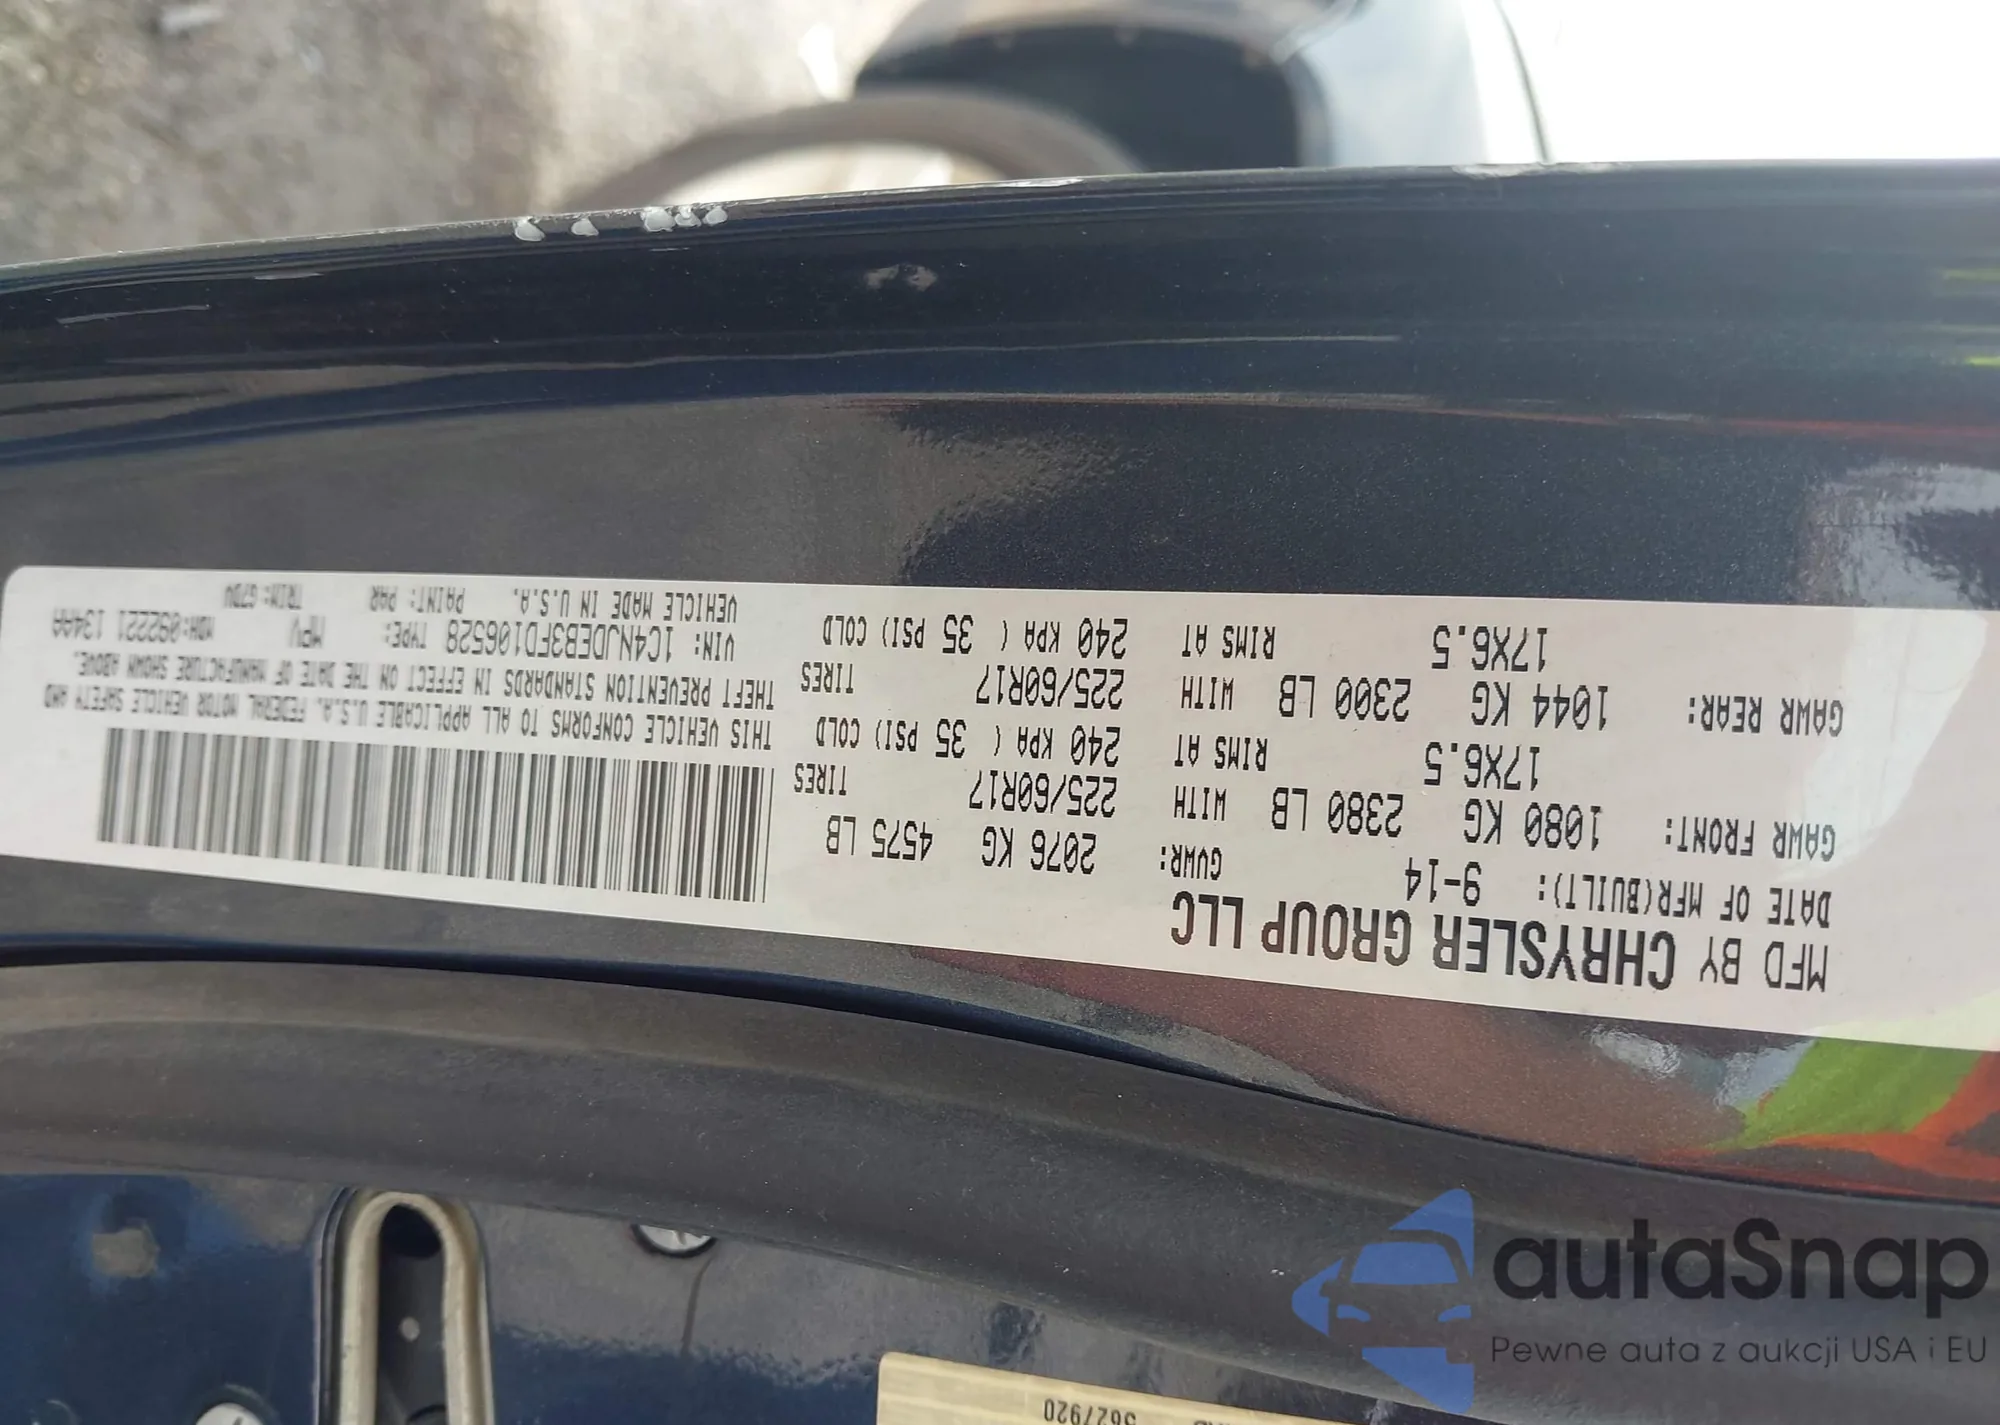 MFD BY CHRYSLER GROUP LLC
DATE OF MFR(BUILT): 9-14 GVWR: 2076 KG 4575 LB
GAWR FRONT: 1080 KG 2380 LB WITH 225/60R17 TIRES
17X6.5 RIMS AT 240 KPA ( 35 PSI) COLD
GAWR REAR: 1044 KG 2300 LB WITH 225/60R17 TIRES
17X6.5 RIMS AT 240 KPA ( 35 PSI) COLD
THIS VEHICLE CONFORMS TO ALL APPLICABLE U.S.A. FEDERAL MOTOR VEHICLE SAFETY AND
THEFT PREVENTION STANDARDS IN EFFECT ON THE DATE OF MANUFACTURE SHOWN ABOVE.
VIN: 1C4NJDEB3FD106528 TYPE: MPV MDH:092221 134AA
VEHICLE MADE IN U.S.A. PAINT: PAR TRIM:G7DV
5627920
autaSnap
Pewne auta z aukcji USA i EU